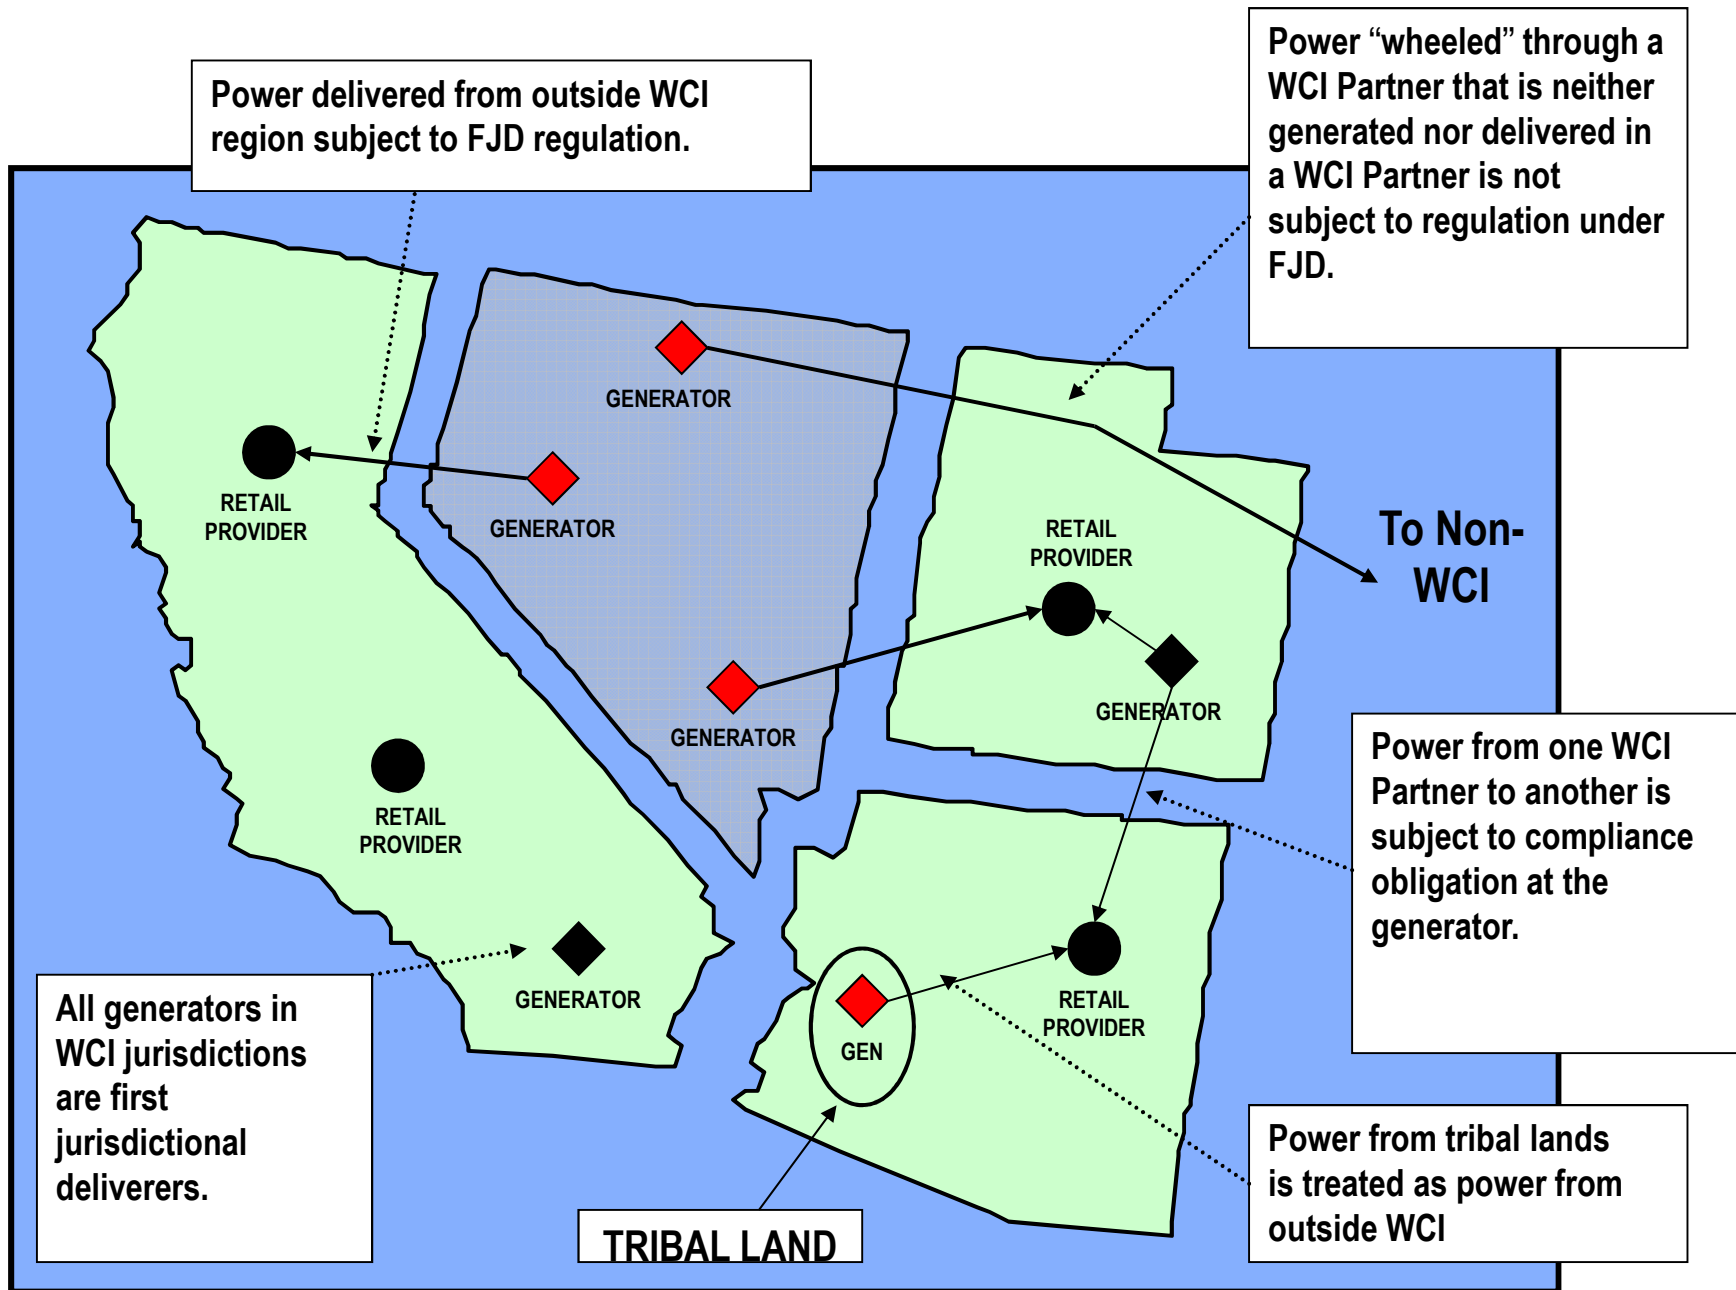 Power delivered from outside WCI
region subject to FJD regulation.
Power “wheeled” through a
WCI Partner that is neither
generated nor delivered in
a WCI Partner is not
subject to regulation under
FJD.
GENERATOR
RETAIL
PROVIDER
GENERATOR
RETAIL
PROVIDER
To Non-
WCI
GENERATOR
GENERATOR
RETAIL
PROVIDER
Power from one WCI
Partner to another is
subject to compliance
obligation at the
generator.
All generators in
WCI jurisdictions
are first
jurisdictional
deliverers.
GENERATOR
GEN
RETAIL
PROVIDER
TRIBAL LAND
Power from tribal lands
is treated as power from
outside WCI